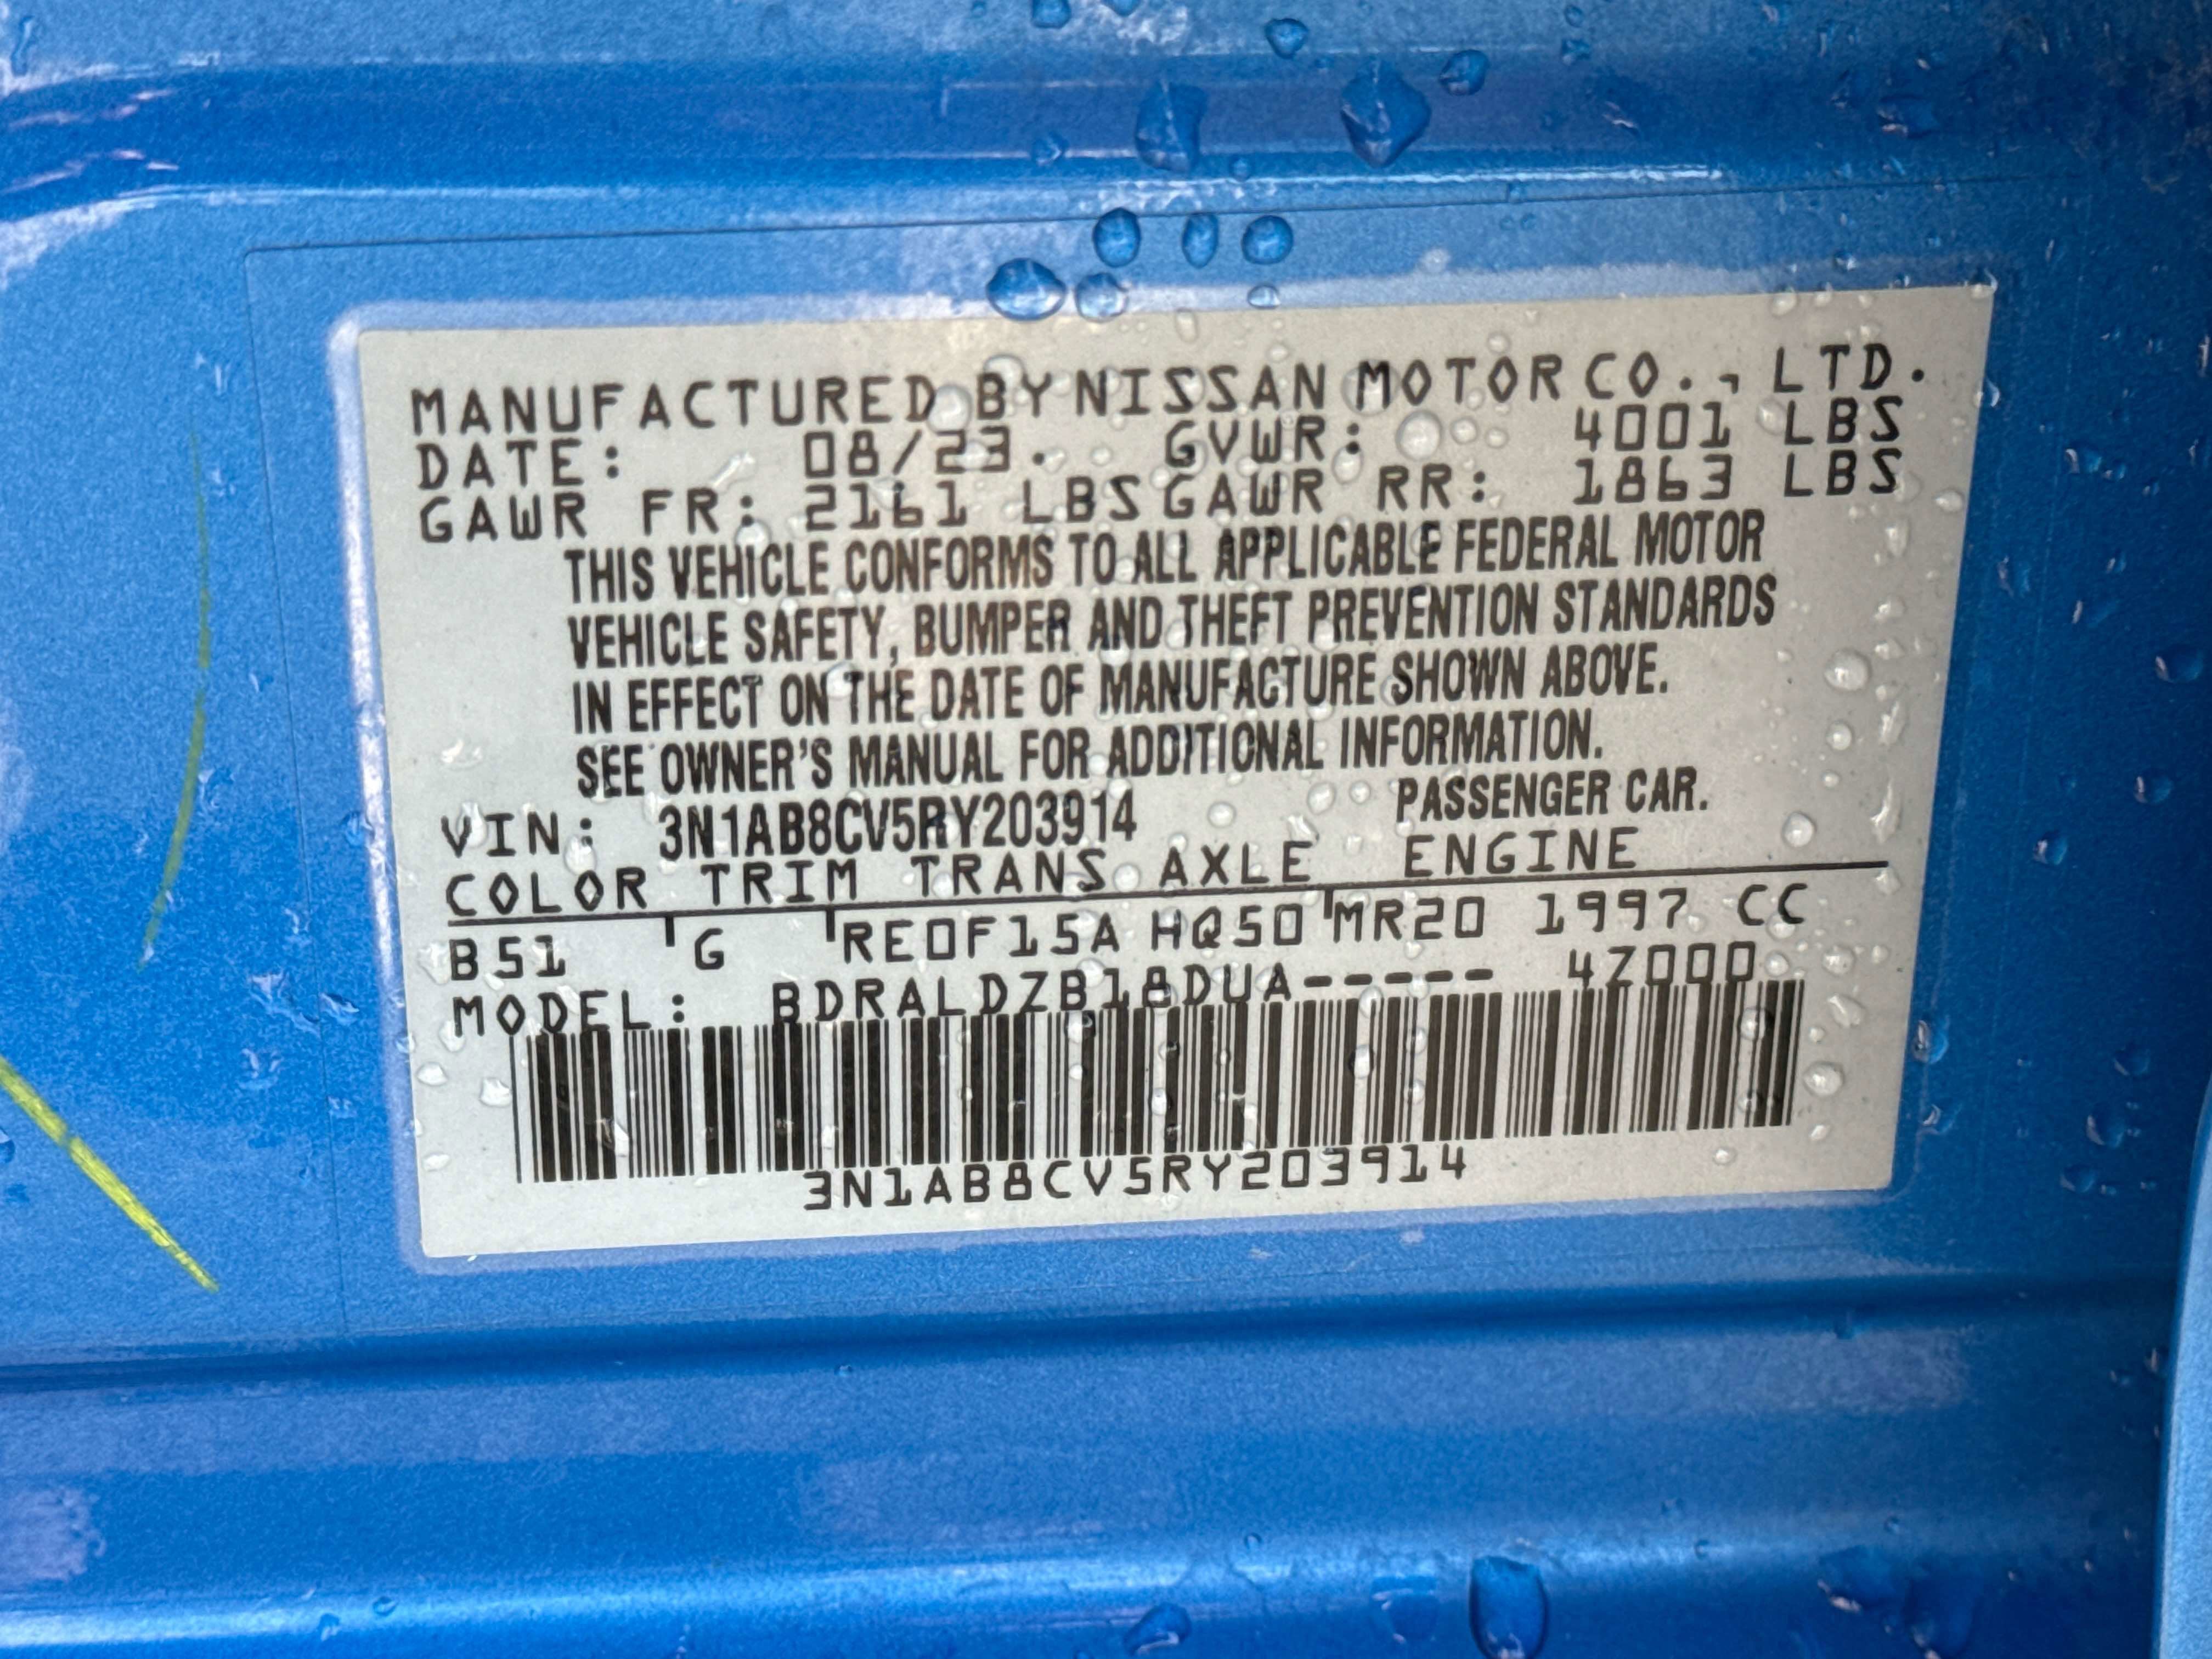 MANUFACTURED BY NISSAN MOTOR CO., LTD.
DATE: 08/23. GVWR: 4001 LBS
GAWR FR: 2161 LBS GAWR RR: 1863 LBS
THIS VEHICLE CONFORMS TO ALL APPLICABLE FEDERAL MOTOR
VEHICLE SAFETY, BUMPER AND THEFT PREVENTION STANDARDS
IN EFFECT ON THE DATE OF MANUFACTURE SHOWN ABOVE.
SEE OWNER'S MANUAL FOR ADDITIONAL INFORMATION.
VIN: 3N1AB8CV5RY203914 PASSENGER CAR.
COLOR TRIM TRANS AXLE ENGINE
B51 G RE0F15A HQ50 MR20 1997 CC
MODEL: BDRALDZB18DUA----- 4Z000
3N1AB8CV5RY203914